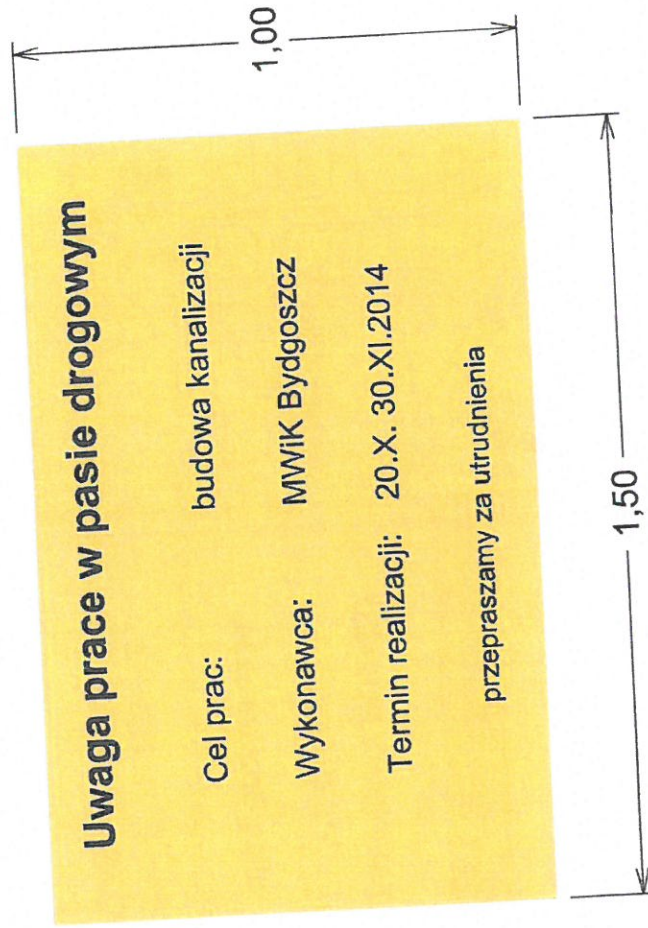 Uwaga prace w pasie drogowym
Cel prac: budowa kanalizacji
Wykonawca: MWiK Bydgoszcz
Termin realizacji: 20.X. 30.XI.2014
przepraszamy za utrudnienia
1,00
1,50